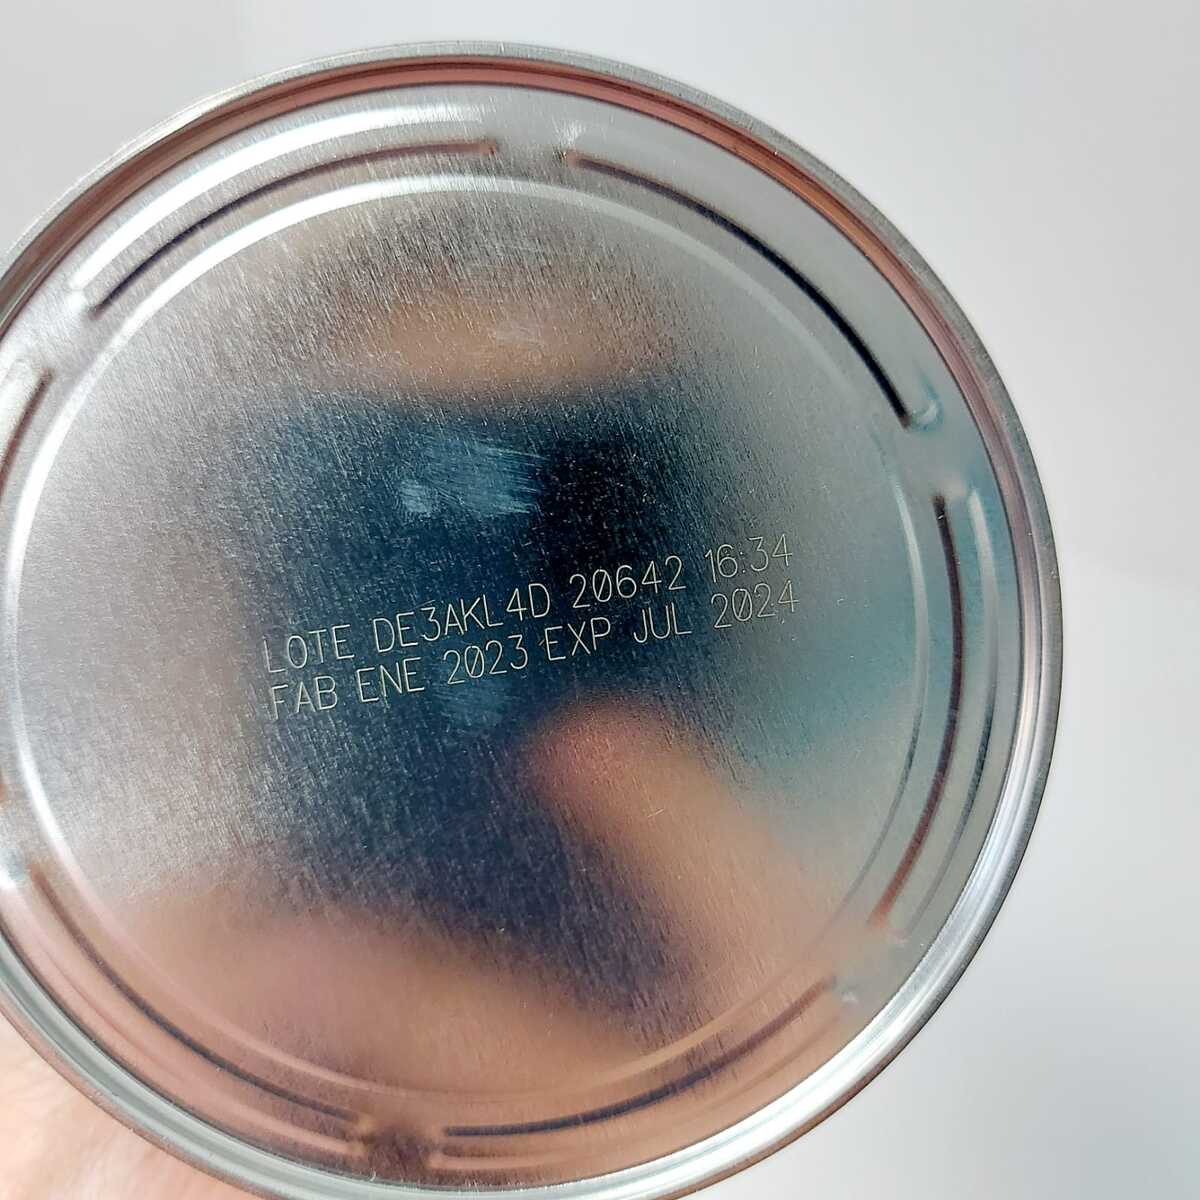 LOTE DE3AKL4D 20642 16:34
FAB ENE 2023 EXP JUL 2024